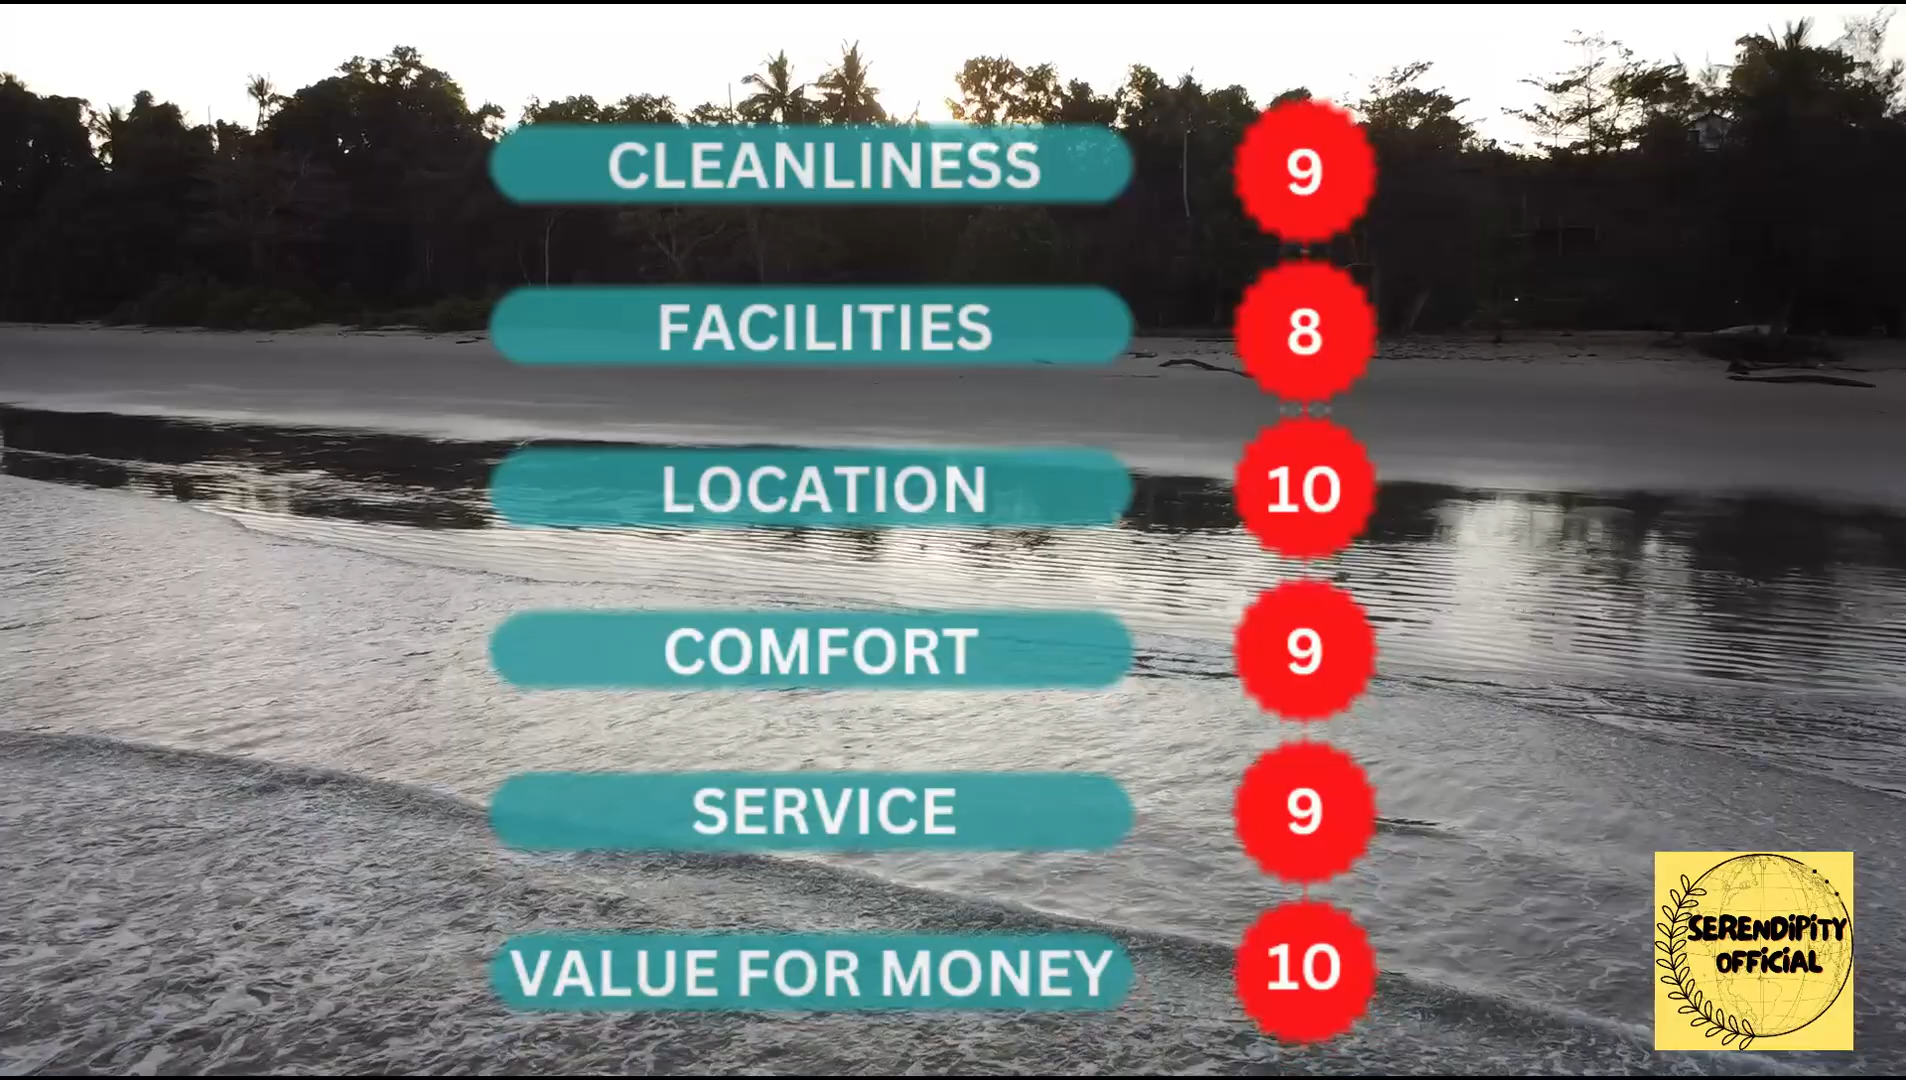 CLEANLINESS 9
FACILITIES 8
LOCATION 10
COMFORT 9
SERVICE 9
VALUE FOR MONEY 10
SERENDiPiTY
OFFiCiAL